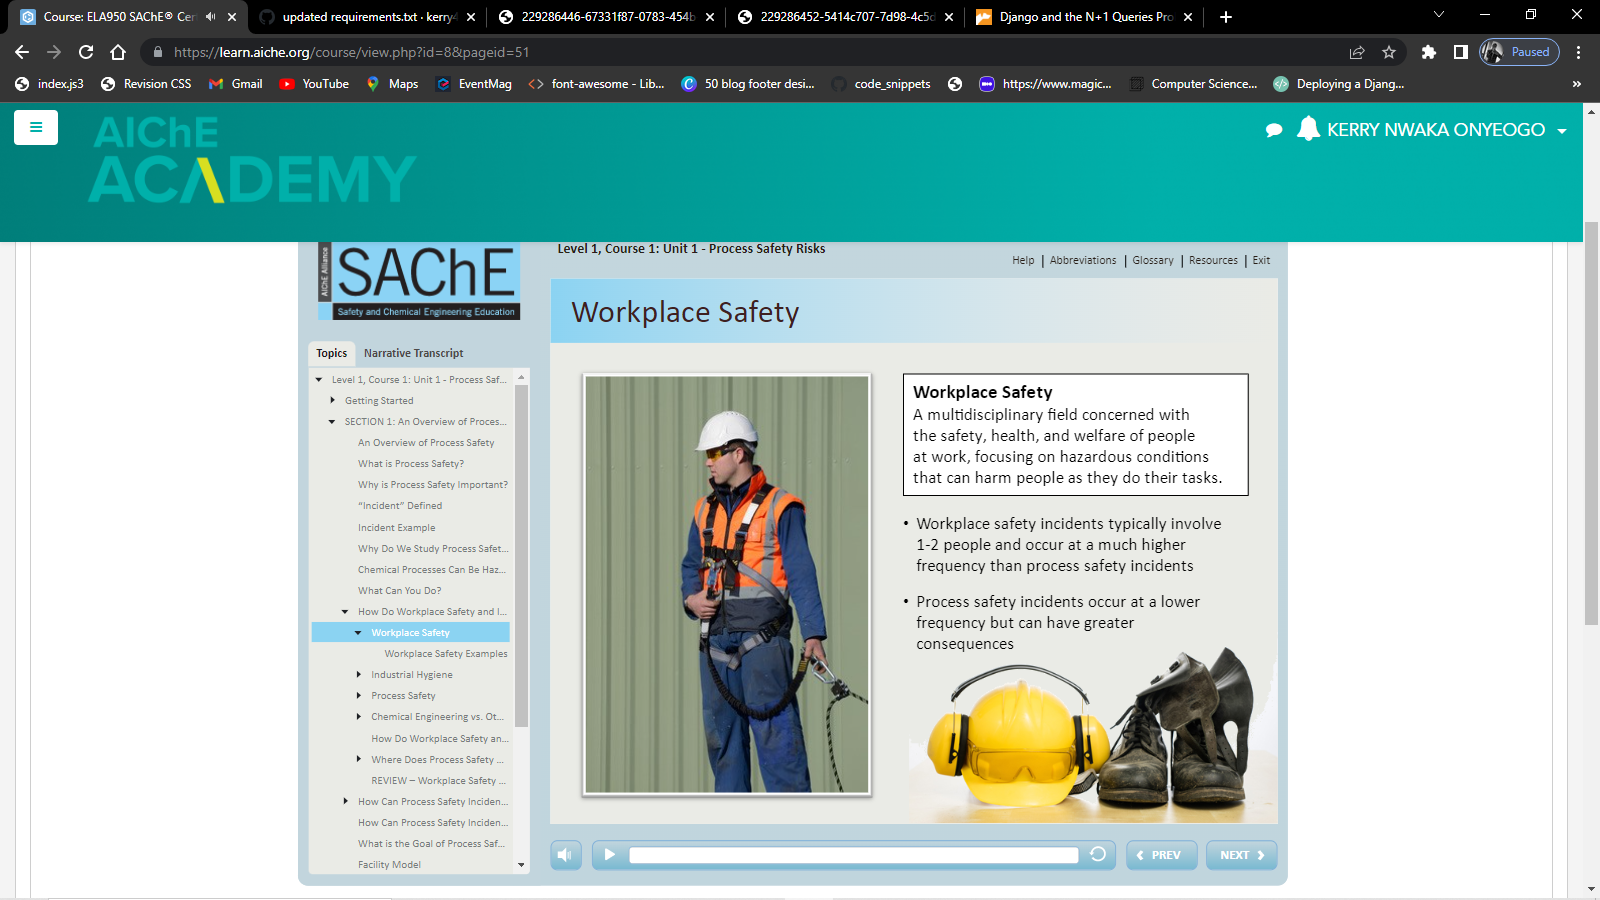 Course: ELA950 SAChE® Cer
updated requirements.txt · kerry4
229286446-67331f87-0783-454b
229286452-5414c707-7d98-4c5d
Django and the N+1 Queries Pro
https://learn.aiche.org/course/view.php?id=8&pageid=51
Paused
index.js3
Revision CSS
Gmail
YouTube
Maps
EventMag
font-awesome - Lib...
50 blog footer desi...
code_snippets
https://www.magic...
Computer Science...
Deploying a Djang...
AIChE
ACADEMY
KERRY NWAKA ONYEOGO
AIChE Alliance
SAChE
Safety and Chemical Engineering Education
Level 1, Course 1: Unit 1 - Process Safety Risks
Help | Abbreviations | Glossary | Resources | Exit
Topics
Narrative Transcript
Level 1, Course 1: Unit 1 - Process Saf...
Getting Started
SECTION 1: An Overview of Proces...
An Overview of Process Safety
What is Process Safety?
Why is Process Safety Important?
“Incident” Defined
Incident Example
Why Do We Study Process Safet...
Chemical Processes Can Be Haz...
What Can You Do?
How Do Workplace Safety and I...
Workplace Safety
Workplace Safety Examples
Industrial Hygiene
Process Safety
Chemical Engineering vs. Ot...
How Do Workplace Safety an...
Where Does Process Safety ...
REVIEW – Workplace Safety ...
How Can Process Safety Inciden...
How Can Process Safety Inciden...
What is the Goal of Process Saf...
Facility Model
Workplace Safety
Workplace Safety
A multidisciplinary field concerned with
the safety, health, and welfare of people
at work, focusing on hazardous conditions
that can harm people as they do their tasks.
• Workplace safety incidents typically involve
1-2 people and occur at a much higher
frequency than process safety incidents
• Process safety incidents occur at a lower
frequency but can have greater
consequences
PREV
NEXT